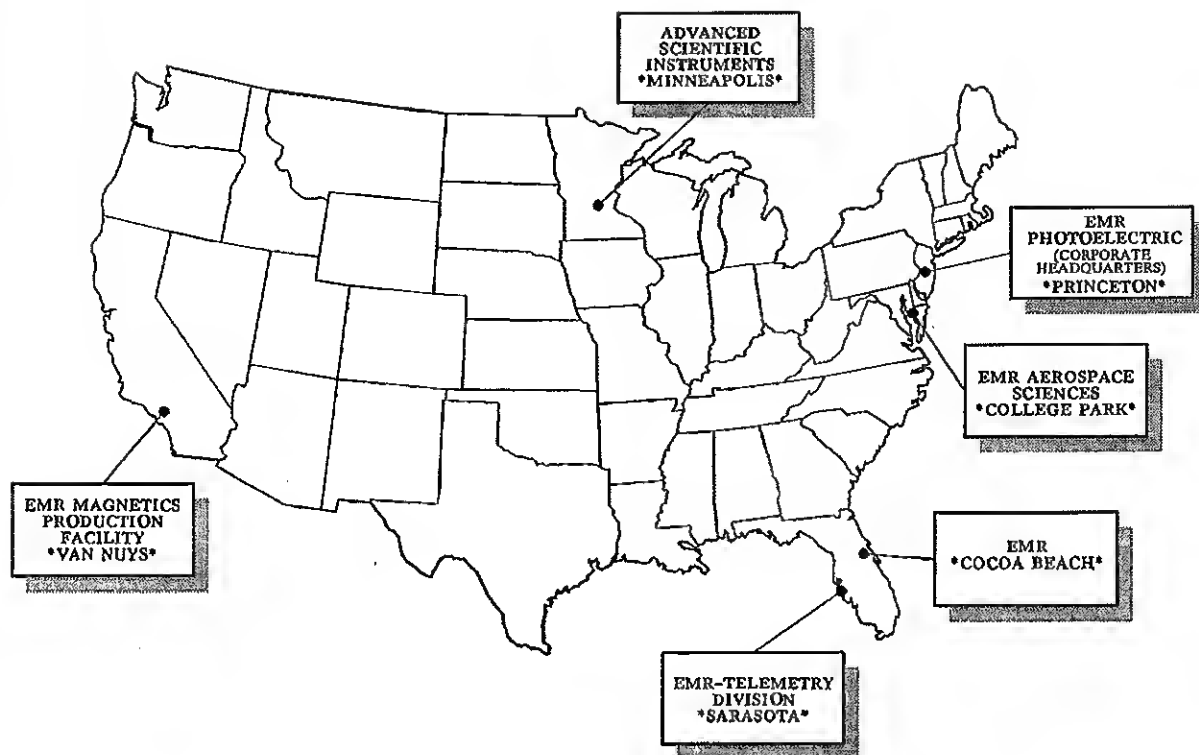 ADVANCED
SCIENTIFIC
INSTRUMENTS
*MINNEAPOLIS*
EMR
PHOTOELECTRIC
(CORPORATE
HEADQUARTERS)
*PRINCETON*
EMR AEROSPACE
SCIENCES
*COLLEGE PARK*
EMR MAGNETICS
PRODUCTION
FACILITY
*VAN NUYS*
EMR
*COCOA BEACH*
EMR-TELEMETRY
DIVISION
*SARASOTA*